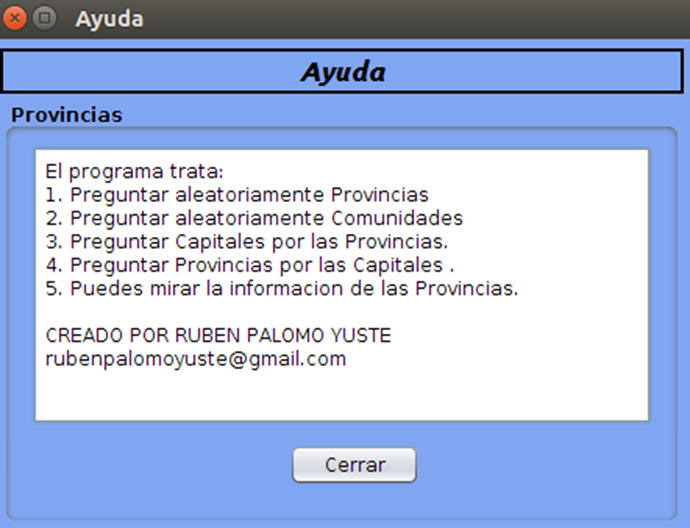 Ayuda
Ayuda
Provincias
El programa trata:
1. Preguntar aleatoriamente Provincias
2. Preguntar aleatoriamente Comunidades
3. Preguntar Capitales por las Provincias.
4. Preguntar Provincias por las Capitales .
5. Puedes mirar la informacion de las Provincias.
CREADO POR RUBEN PALOMO YUSTE
rubenpalomoyuste@gmail.com
Cerrar